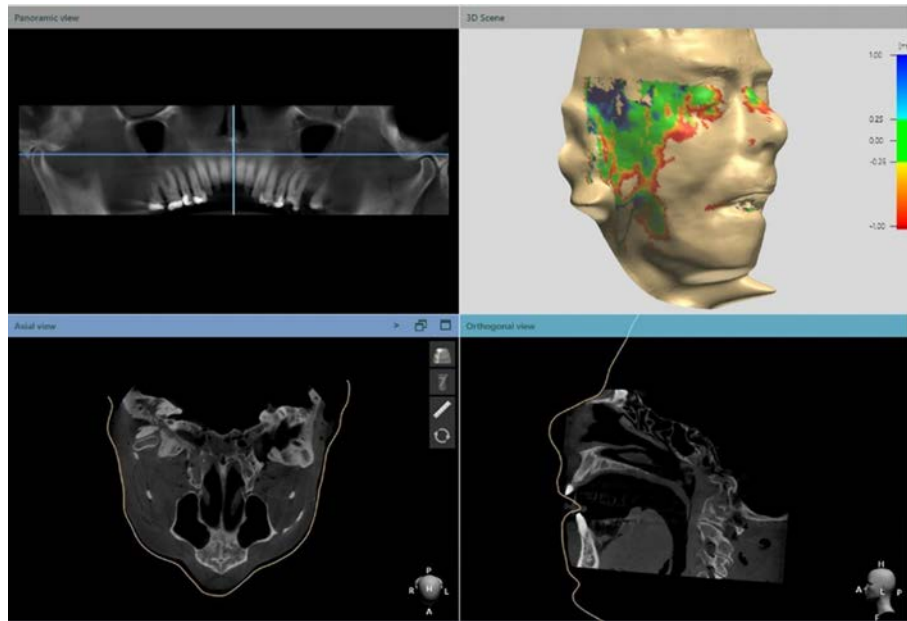 Panoramic view
3D Scene
1.00
0.25
0.00
-0.25
-1.00
Axial view
>
Orthogonal view
P
R H L
A
H
A L P